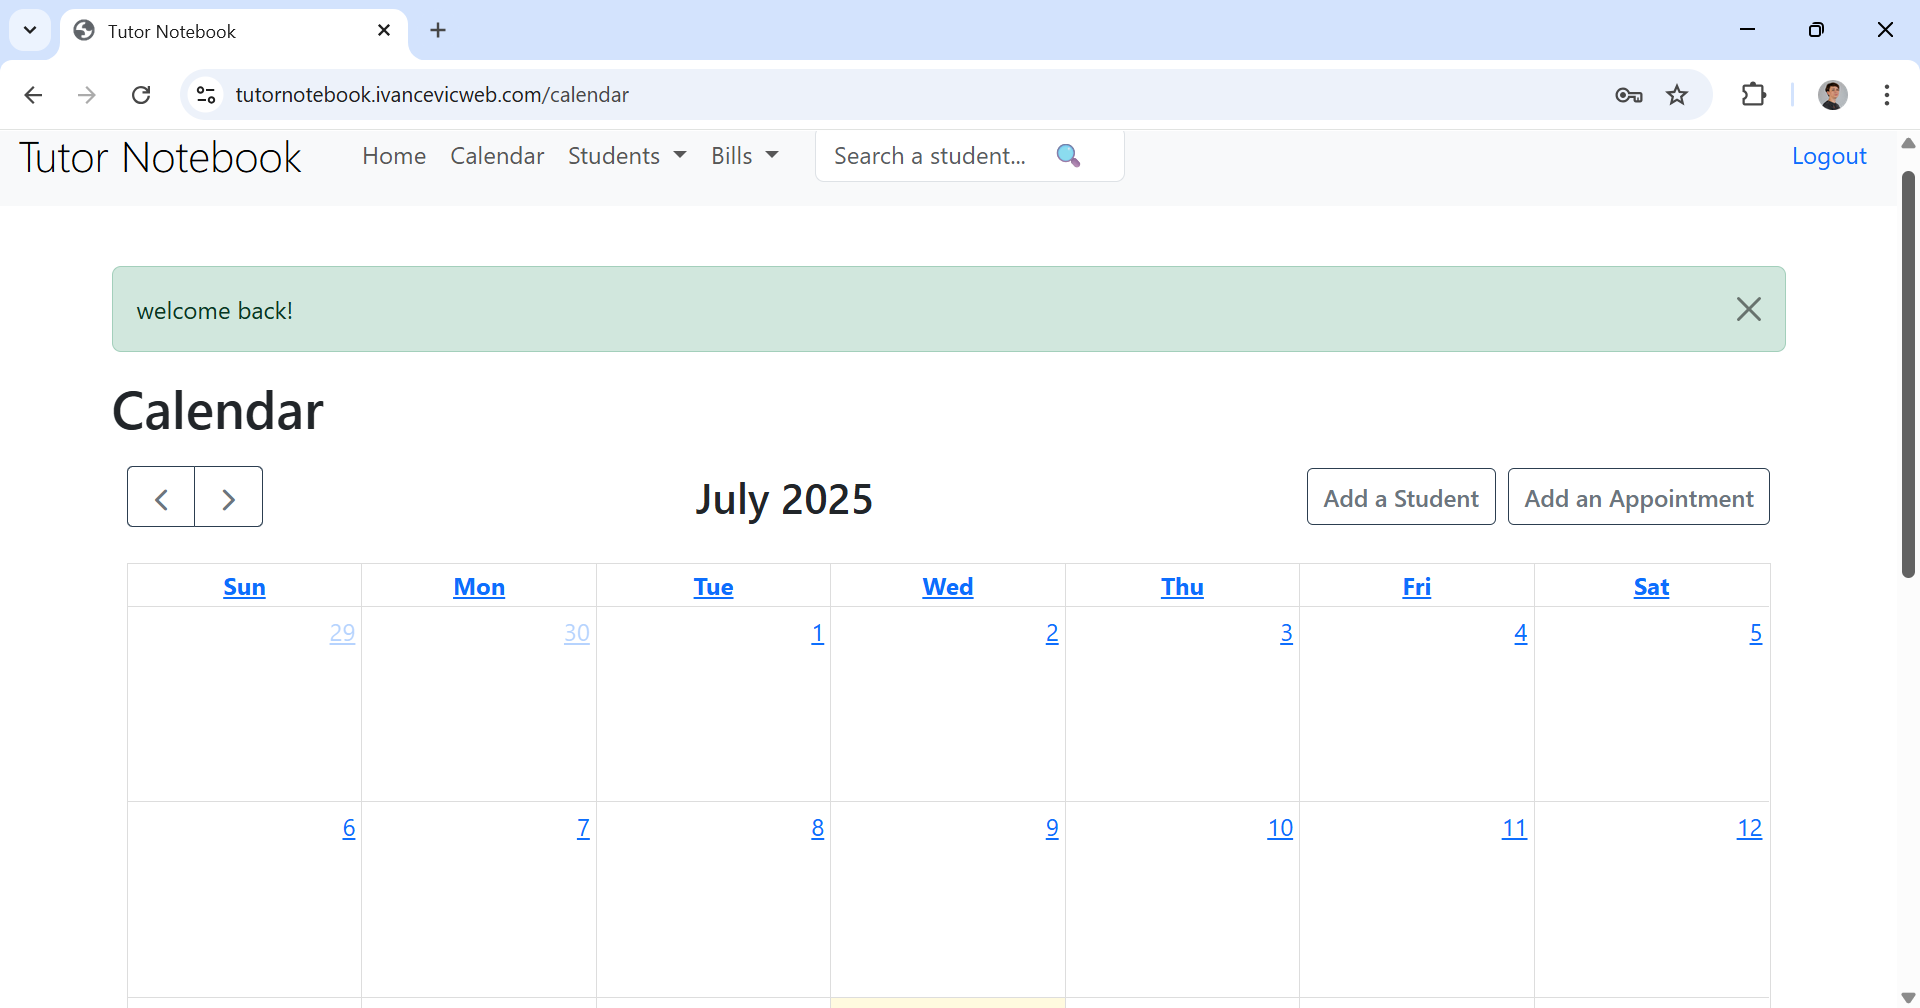 Tutor Notebook
tutornotebook.ivancevicweb.com/calendar
Tutor Notebook Home Calendar Students Bills Search a student... Logout
welcome back!
Calendar
July 2025 Add a Student Add an Appointment
Sun Mon Tue Wed Thu Fri Sat
29 30 1 2 3 4 5
6 7 8 9 10 11 12